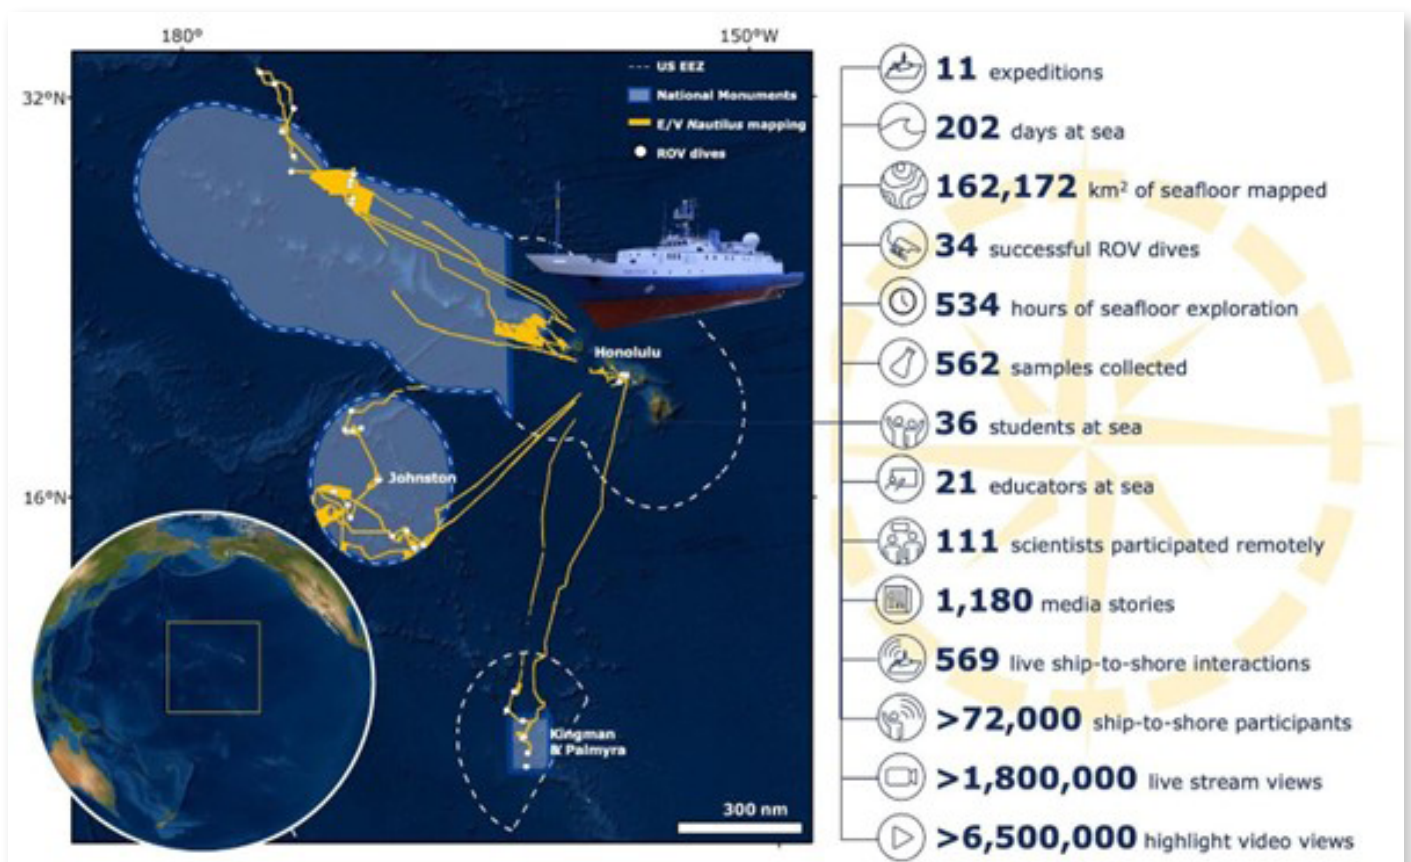 180°
150°W
32°N
16°N
US EEZ
National Monuments
E/V Nautilus mapping
ROV dives
Honolulu
Johnston
Kingman
& Palmyra
300 nm
11 expeditions
202 days at sea
162,172 km² of seafloor mapped
34 successful ROV dives
534 hours of seafloor exploration
562 samples collected
36 students at sea
21 educators at sea
111 scientists participated remotely
1,180 media stories
569 live ship-to-shore interactions
>72,000 ship-to-shore participants
>1,800,000 live stream views
>6,500,000 highlight video views